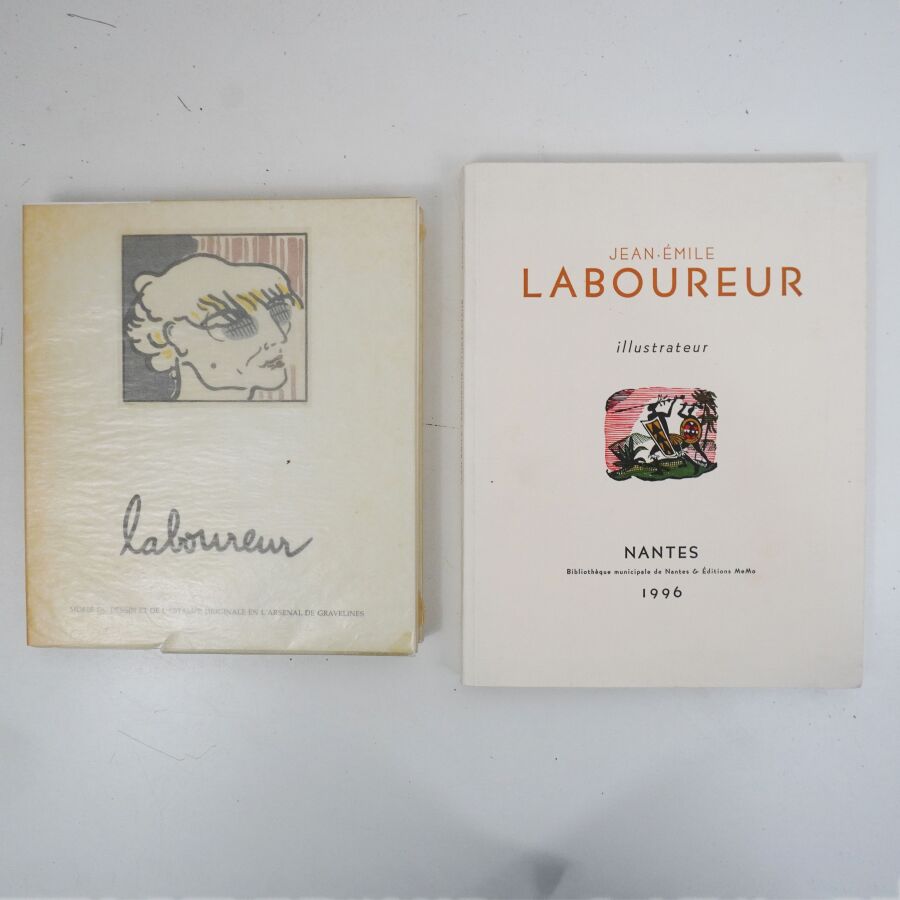 laboureur
MUSÉE DU DESSIN ET DE L'ESTAMPE ORIGINALE EN L'ARSENAL DE GRAVELINES
JEAN-ÉMILE
LABOUREUR
illustrateur
NANTES
Bibliothèque municipale de Nantes & Éditions MeMo
1996